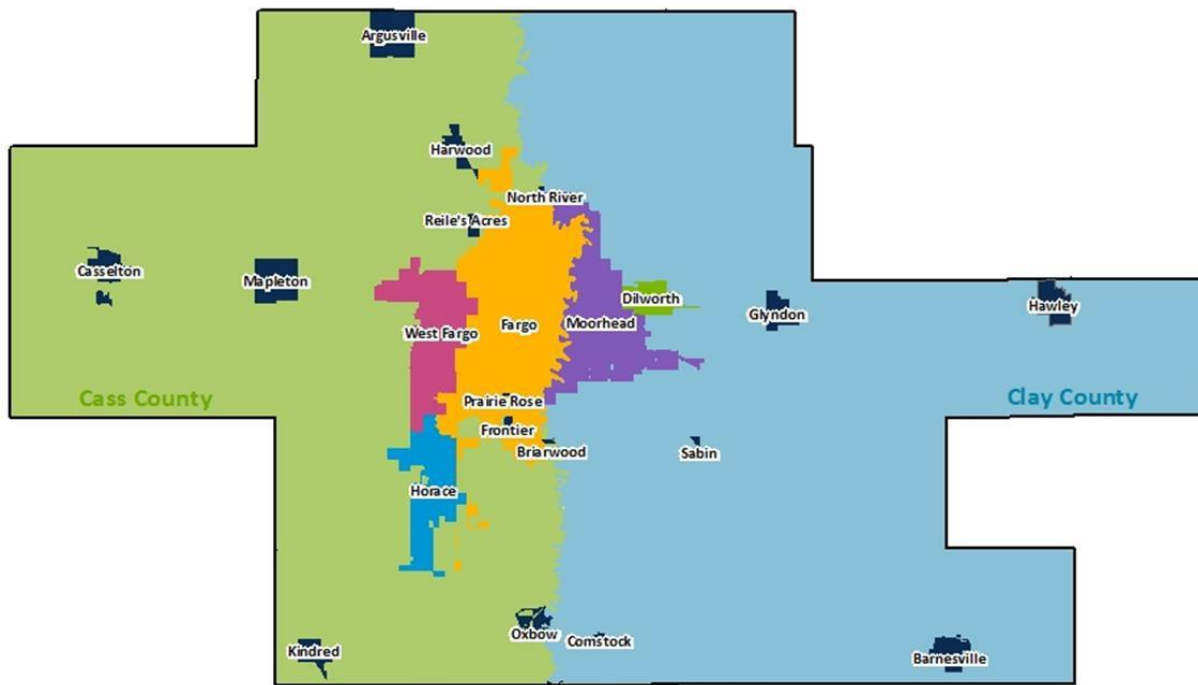 Argusville
Harwood
North River
Reile's Acres
Casselton
Mapleton
Dilworth
Hawley
Glyndon
West Fargo
Fargo
Moorhead
Cass County
Clay County
Prairie Rose
Frontier
Briarwood
Sabin
Horace
Oxbow
Comstock
Kindred
Barnesville